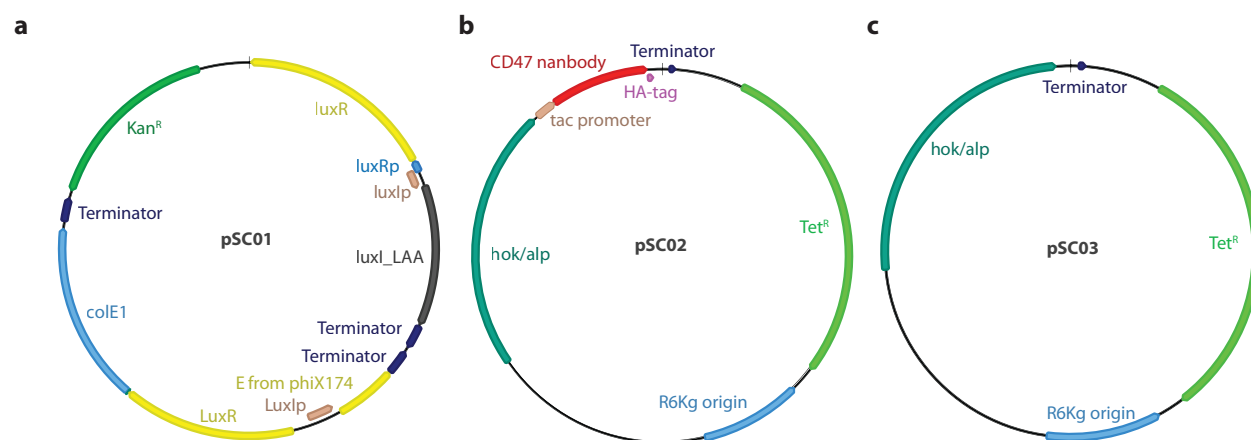 a
luxR
Kanᴿ
luxRp
luxIp
Terminator
pSC01
luxI_LAA
colE1
Terminator
Terminator
E from phiX174
LuxIp
LuxR
b
Terminator
CD47 nanbody
HA-tag
tac promoter
Tetᴿ
pSC02
hok/alp
R6Kg origin
c
Terminator
hok/alp
Tetᴿ
pSC03
R6Kg origin